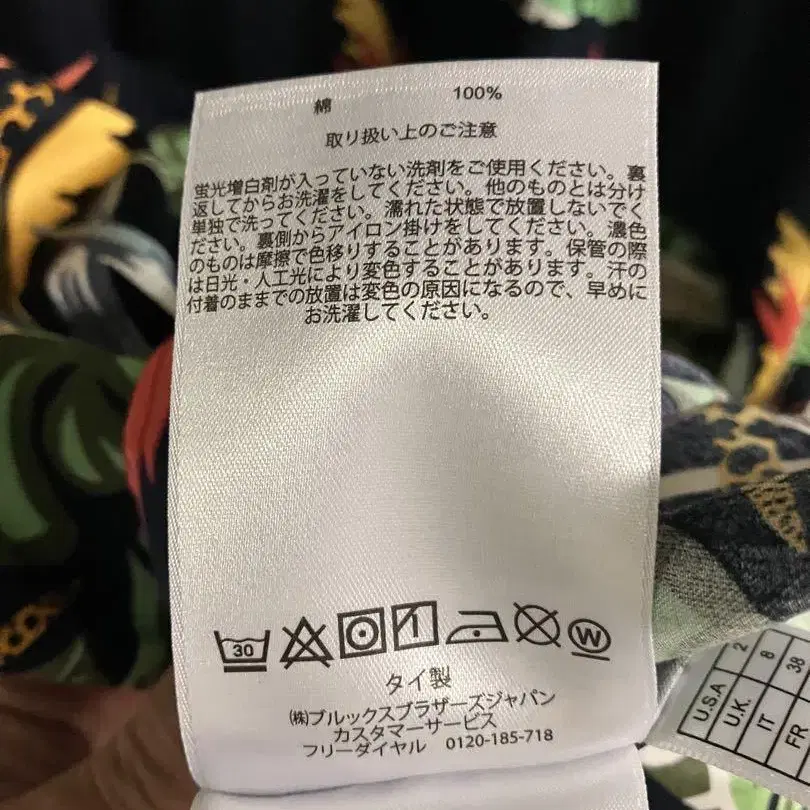 綿 100%
取り扱い上のご注意
蛍光増白剤が入っていない洗剤をご使用ください。裏
返してからお洗濯をしてください。他のものとは分け
単独で洗ってください。濡れた状態で放置しないでく
ださい。裏側からアイロン掛けをしてください。濃色
のものは摩擦で色移りすることがあります。保管の際
は日光・人工光により変色することがあります。汗の
付着のままでの放置は変色の原因になるので、早めに
お洗濯してください。
30
W
タイ製
(株)ブルックスブラザーズジャパン
カスタマーサービス
フリーダイヤル 0120-185-718
U.S.A 2
U.K. 8
IT 38
FR